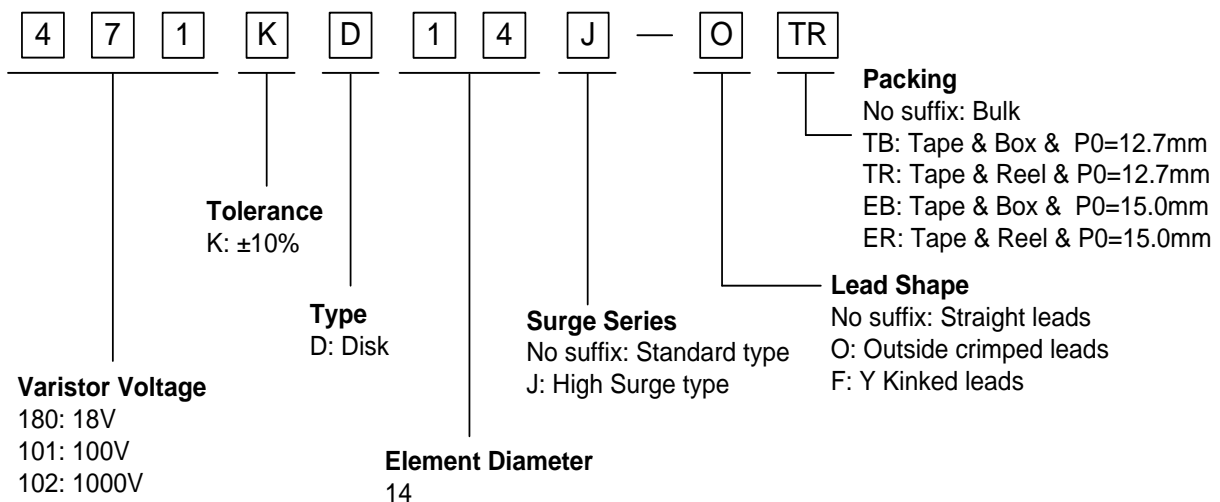 4 7 1 K D 1 4 J — O TR
Packing
No suffix: Bulk
TB: Tape & Box & P0=12.7mm
TR: Tape & Reel & P0=12.7mm
EB: Tape & Box & P0=15.0mm
ER: Tape & Reel & P0=15.0mm
Tolerance
K: ±10%
Lead Shape
No suffix: Straight leads
O: Outside crimped leads
F: Y Kinked leads
Type
D: Disk
Surge Series
No suffix: Standard type
J: High Surge type
Varistor Voltage
180: 18V
101: 100V
102: 1000V
Element Diameter
14